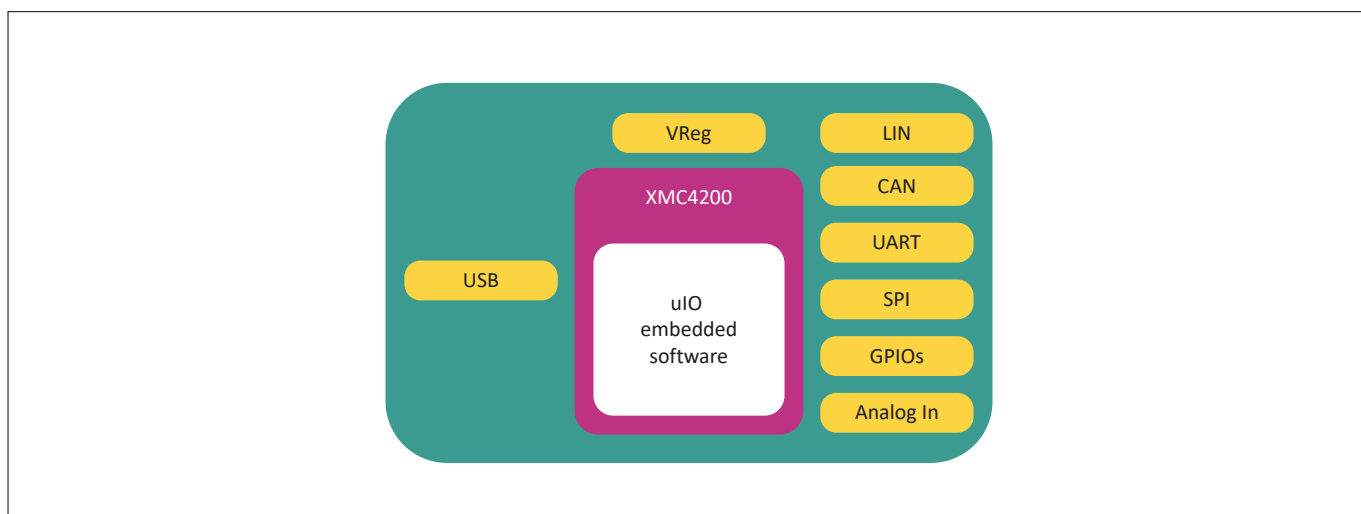 VReg
LIN
XMC4200
CAN
UART
USB
uIO
embedded
software
SPI
GPIOs
Analog In